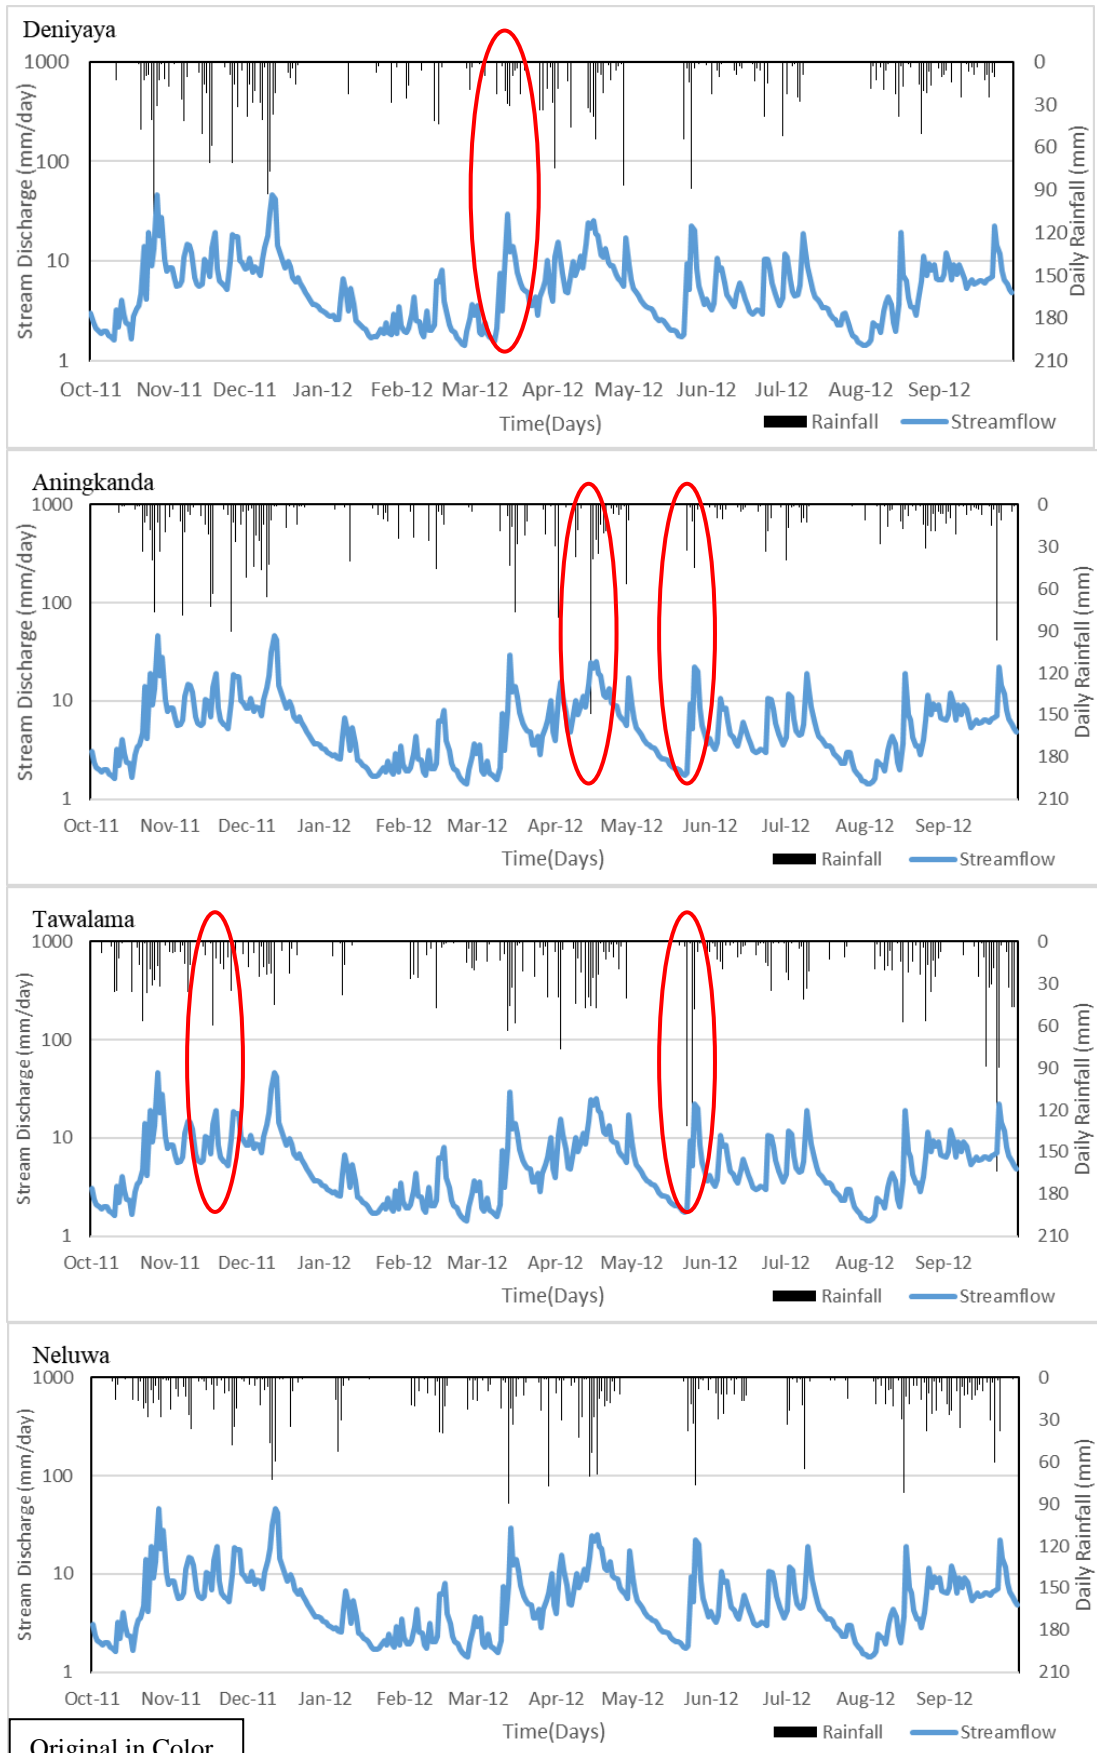 Deniyaya
1000
100
10
1
Stream Discharge (mm/day)
0
30
60
90
120
150
180
210
Daily Rainfall (mm)
Oct-11 Nov-11 Dec-11 Jan-12 Feb-12 Mar-12 Apr-12 May-12 Jun-12 Jul-12 Aug-12 Sep-12
Time(Days)
Rainfall Streamflow
Aningkanda
1000
100
10
1
Stream Discharge (mm/day)
0
30
60
90
120
150
180
210
Daily Rainfall (mm)
Oct-11 Nov-11 Dec-11 Jan-12 Feb-12 Mar-12 Apr-12 May-12 Jun-12 Jul-12 Aug-12 Sep-12
Time(Days)
Rainfall Streamflow
Tawalama
1000
100
10
1
Stream Discharge (mm/day)
0
30
60
90
120
150
180
210
Daily Rainfall (mm)
Oct-11 Nov-11 Dec-11 Jan-12 Feb-12 Mar-12 Apr-12 May-12 Jun-12 Jul-12 Aug-12 Sep-12
Time(Days)
Rainfall Streamflow
Neluwa
1000
100
10
1
Stream Discharge (mm/day)
0
30
60
90
120
150
180
210
Daily Rainfall (mm)
Oct-11 Nov-11 Dec-11 Jan-12 Feb-12 Mar-12 Apr-12 May-12 Jun-12 Jul-12 Aug-12 Sep-12
Time(Days)
Rainfall Streamflow
Original in Color